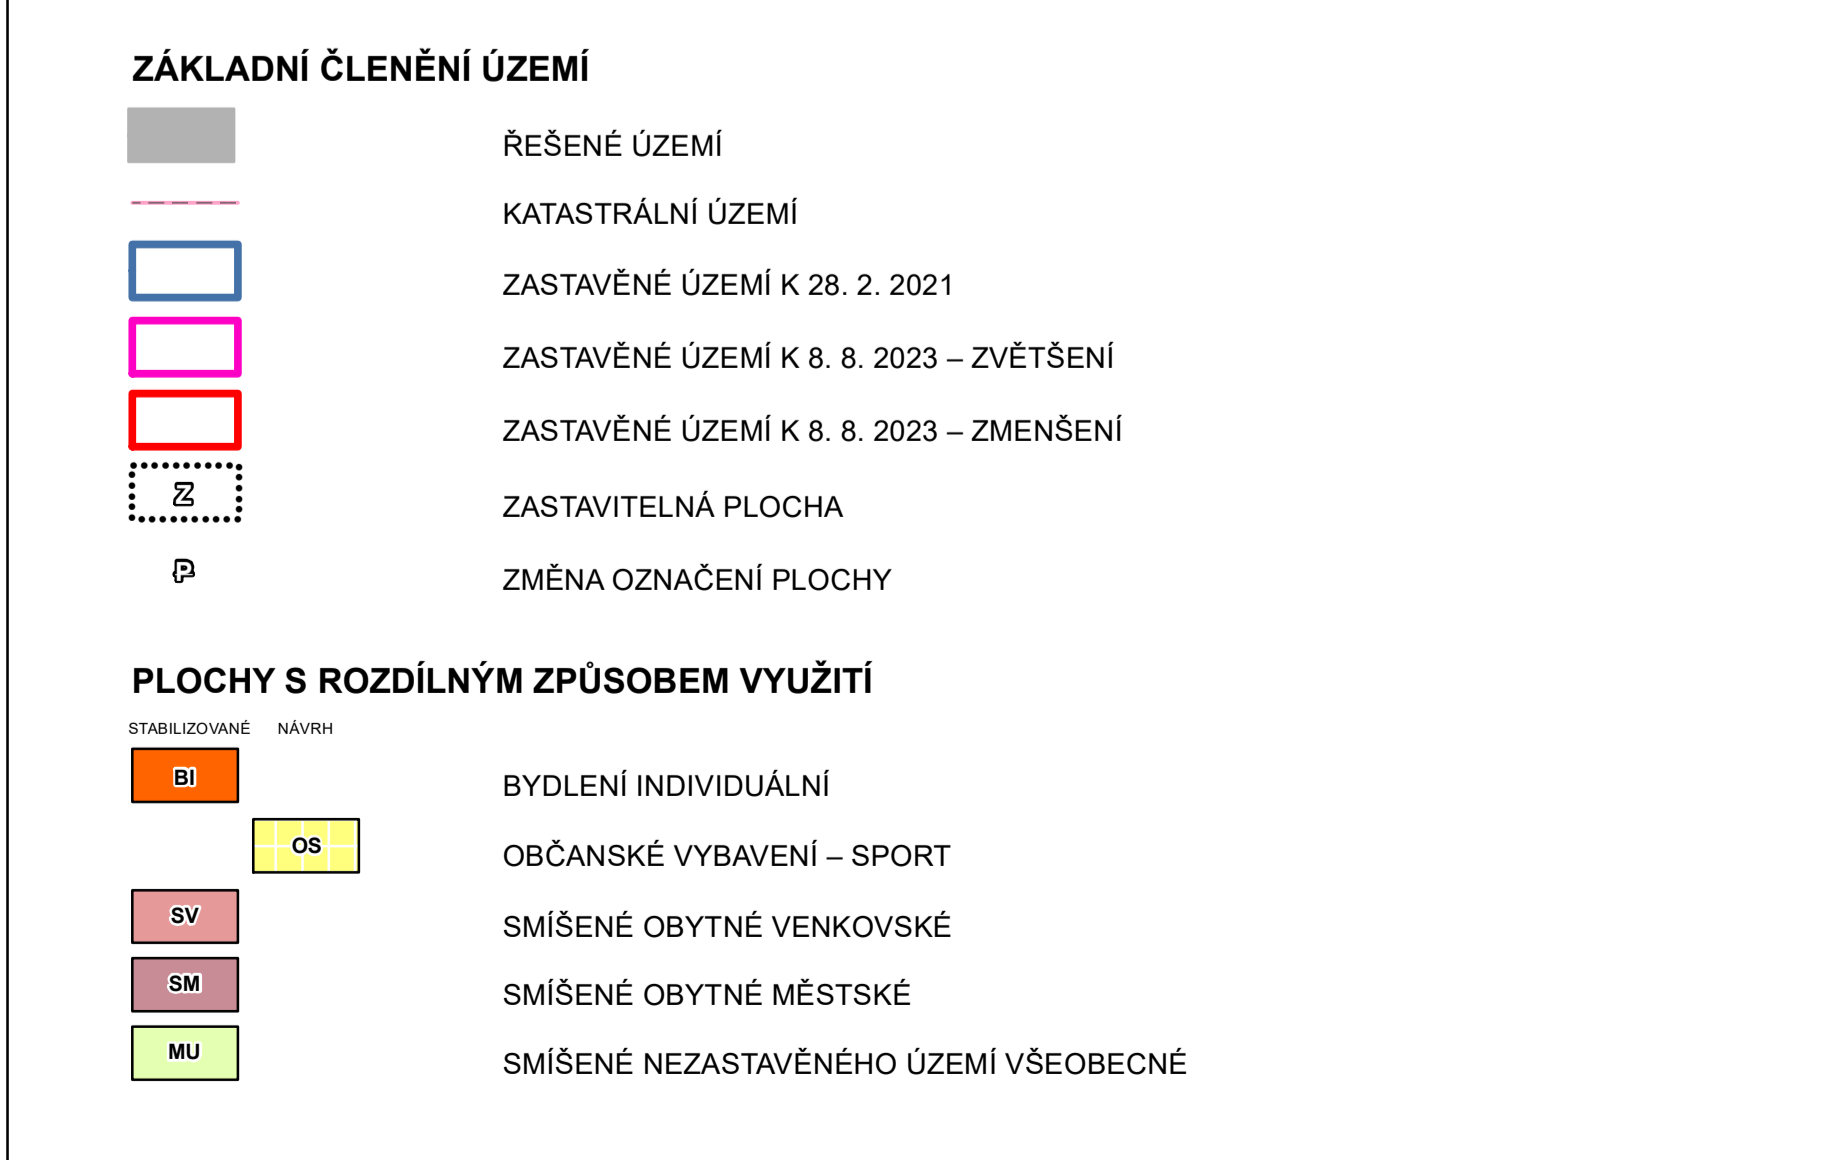 ZÁKLADNÍ ČLENĚNÍ ÚZEMÍ
ŘEŠENÉ ÚZEMÍ
KATASTRÁLNÍ ÚZEMÍ
ZASTAVĚNÉ ÚZEMÍ K 28. 2. 2021
ZASTAVĚNÉ ÚZEMÍ K 8. 8. 2023 – ZVĚTŠENÍ
ZASTAVĚNÉ ÚZEMÍ K 8. 8. 2023 – ZMENŠENÍ
Z ZASTAVITELNÁ PLOCHA
P ZMĚNA OZNAČENÍ PLOCHY
PLOCHY S ROZDÍLNÝM ZPŮSOBEM VYUŽITÍ
STABILIZOVANÉ NÁVRH
BI BYDLENÍ INDIVIDUÁLNÍ
OS OBČANSKÉ VYBAVENÍ – SPORT
SV SMÍŠENÉ OBYTNÉ VENKOVSKÉ
SM SMÍŠENÉ OBYTNÉ MĚSTSKÉ
MU SMÍŠENÉ NEZASTAVĚNÉHO ÚZEMÍ VŠEOBECNÉ